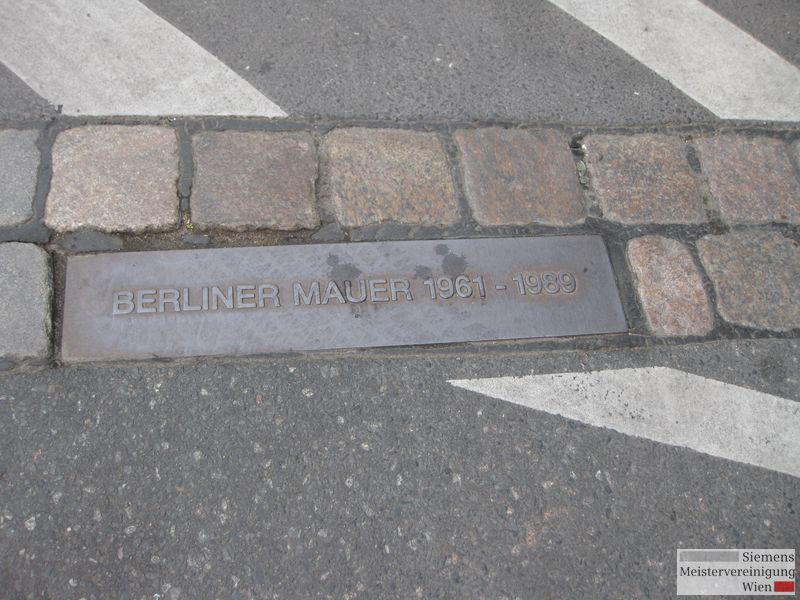 BERLINER MAUER 1961 - 1989
Siemens
Meistervereinigung
Wien